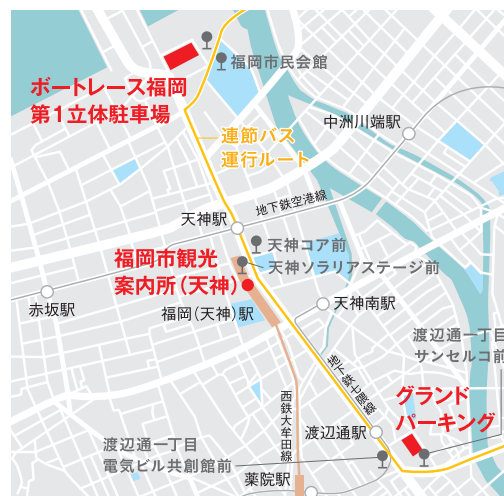 福岡市民会館
ボートレース福岡
第1立体駐車場
中洲川端駅
連節バス
運行ルート
地下鉄空港線
天神駅
天神コア前
福岡市観光
案内所(天神)
天神ソラリアステージ前
赤坂駅
福岡(天神)駅
天神南駅
渡辺通一丁目
サンセルコ前
地下鉄七隈線
グランド
パーキング
西鉄大牟田線
渡辺通駅
渡辺通一丁目
電気ビル共創館前
薬院駅